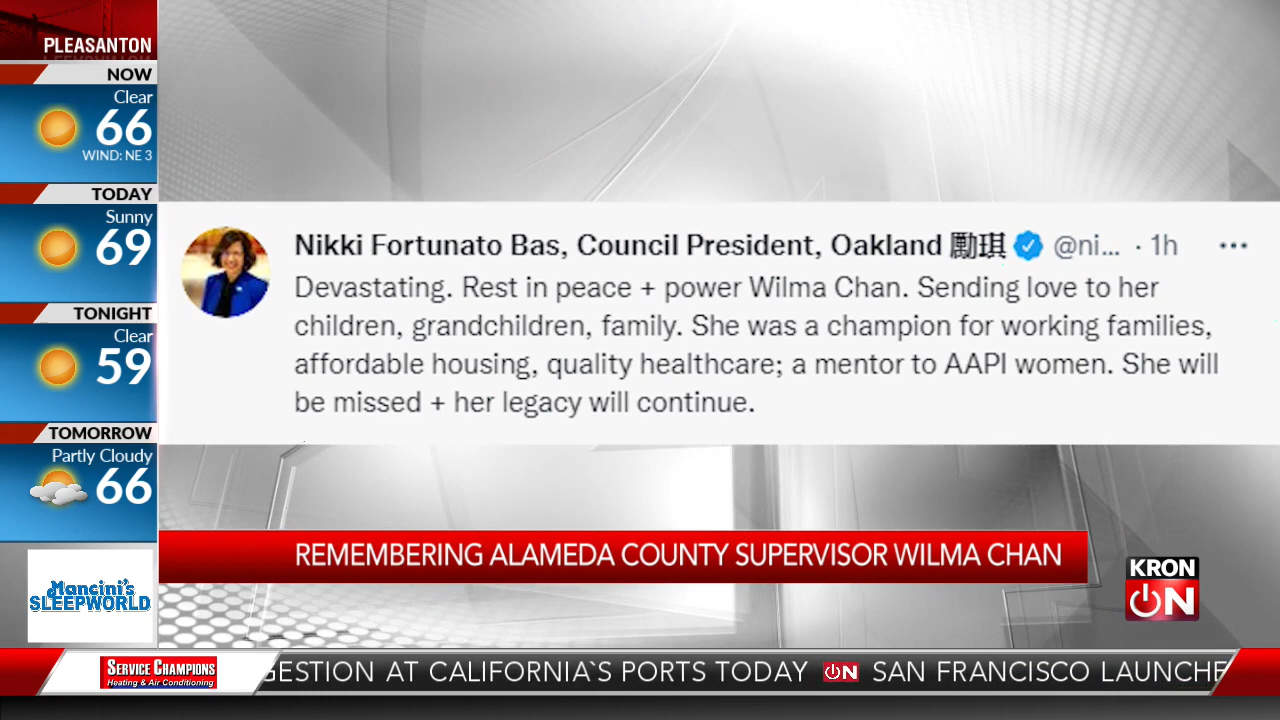 PLEASANTON
NOW
Clear
66
WIND: NE 3
TODAY
Sunny
69
TONIGHT
Clear
59
TOMORROW
Partly Cloudy
66
Mancini's
SLEEPWORLD
Nikki Fortunato Bas, Council President, Oakland 勵琪 @ni... · 1h ···
Devastating. Rest in peace + power Wilma Chan. Sending love to her
children, grandchildren, family. She was a champion for working families,
affordable housing, quality healthcare; a mentor to AAPI women. She will
be missed + her legacy will continue.
REMEMBERING ALAMEDA COUNTY SUPERVISOR WILMA CHAN
KRON
ON
SERVICE CHAMPIONS
Heating & Air Conditioning
GESTION AT CALIFORNIA`S PORTS TODAY ON SAN FRANCISCO LAUNCHE